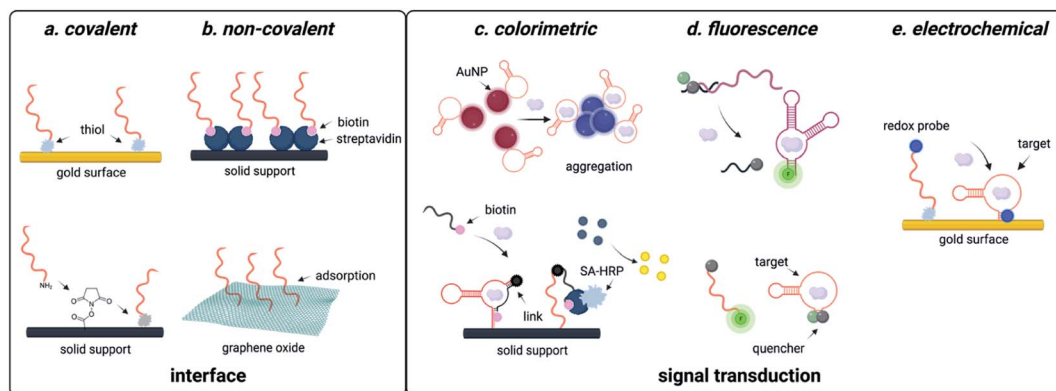 a. covalent
b. non-covalent
thiol
gold surface
biotin
streptavidin
solid support
NH₂
O
N
O
O
O
solid support
adsorption
graphene oxide
interface
c. colorimetric
d. fluorescence
e. electrochemical
AuNP
aggregation
biotin
SA-HRP
link
solid support
F
target
F
quencher
redox probe
target
gold surface
signal transduction